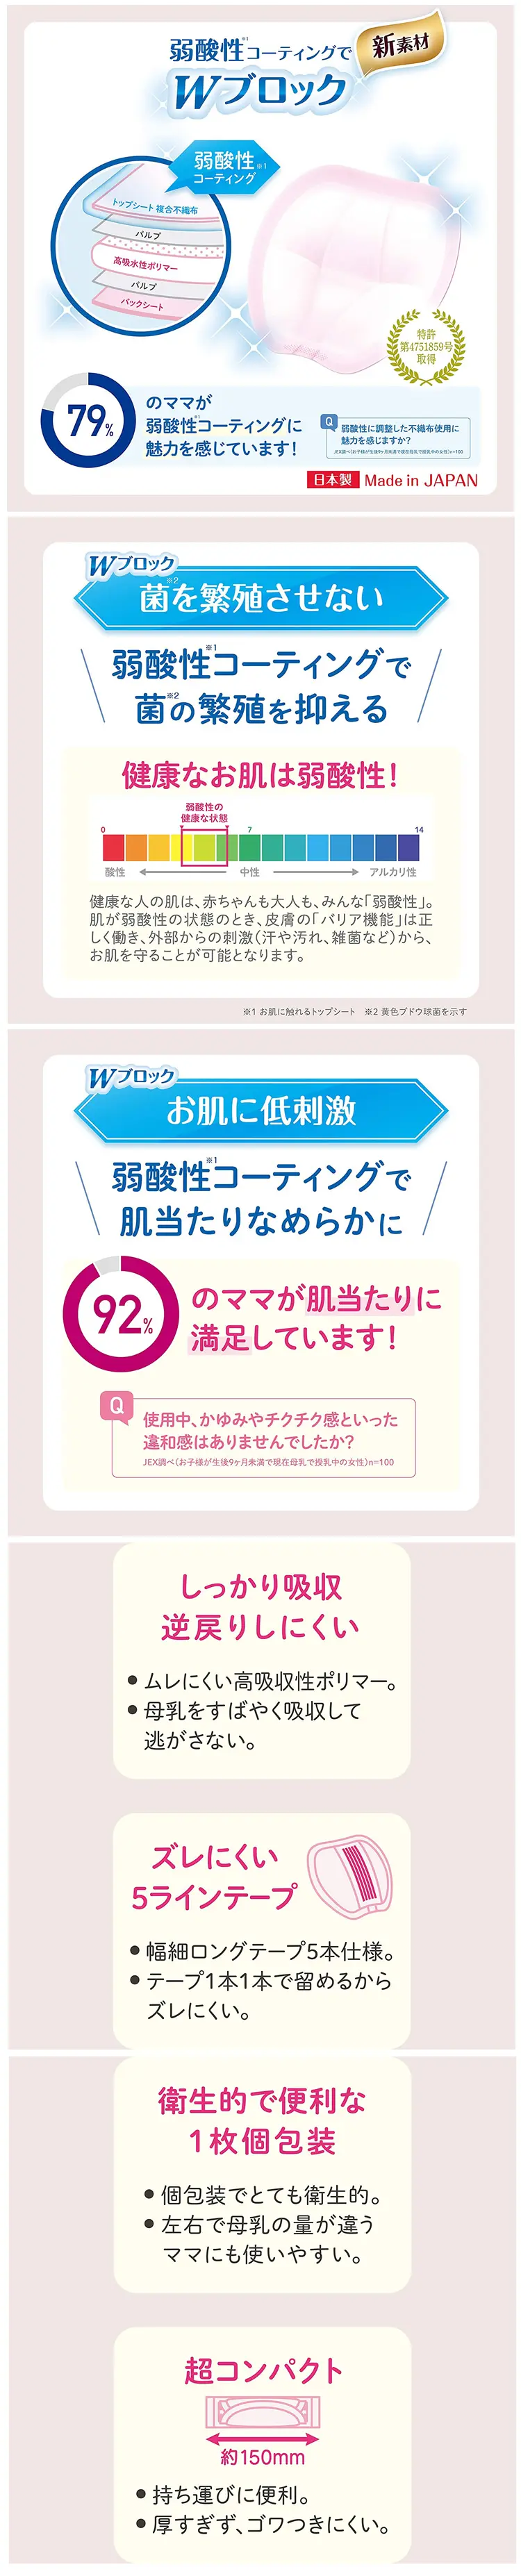 弱酸性※1コーティングで
Wブロック
新素材
弱酸性※1
コーティング
トップシート 複合不織布
パルプ
高吸水性ポリマー
パルプ
バックシート
特許
第4751859号
取得
79%
のママが
弱酸性※1コーティングに
魅力を感じています!
Q
弱酸性に調整した不織布使用に
魅力を感じますか?
JEX調べ(お子様が生後9ヶ月未満で現在母乳で授乳中の女性)n=100
日本製 Made in JAPAN
Wブロック
菌※2を繁殖させない
弱酸性※1コーティングで
菌※2の繁殖を抑える
健康なお肌は弱酸性!
弱酸性の
健康な状態
0 7 14
酸性 中性 アルカリ性
健康な人の肌は、赤ちゃんも大人も、みんな「弱酸性」。
肌が弱酸性の状態のとき、皮膚の「バリア機能」は正
しく働き、外部からの刺激(汗や汚れ、雑菌など)から、
お肌を守ることが可能となります。
※1 お肌に触れるトップシート ※2 黄色ブドウ球菌を示す
Wブロック
お肌に低刺激
弱酸性※1コーティングで
肌当たりなめらかに
92%
のママが肌当たりに
満足しています!
Q
使用中、かゆみやチクチク感といった
違和感はありませんでしたか?
JEX調べ(お子様が生後9ヶ月未満で現在母乳で授乳中の女性)n=100
しっかり吸収
逆戻りしにくい
● ムレにくい高吸収性ポリマー。
● 母乳をすばやく吸収して
逃がさない。
ズレにくい
5ラインテープ
● 幅細ロングテープ5本仕様。
● テープ1本1本で留めるから
ズレにくい。
衛生的で便利な
1枚個包装
● 個包装でとても衛生的。
● 左右で母乳の量が違う
ママにも使いやすい。
超コンパクト
約150mm
● 持ち運びに便利。
● 厚すぎず、ゴワつきにくい。